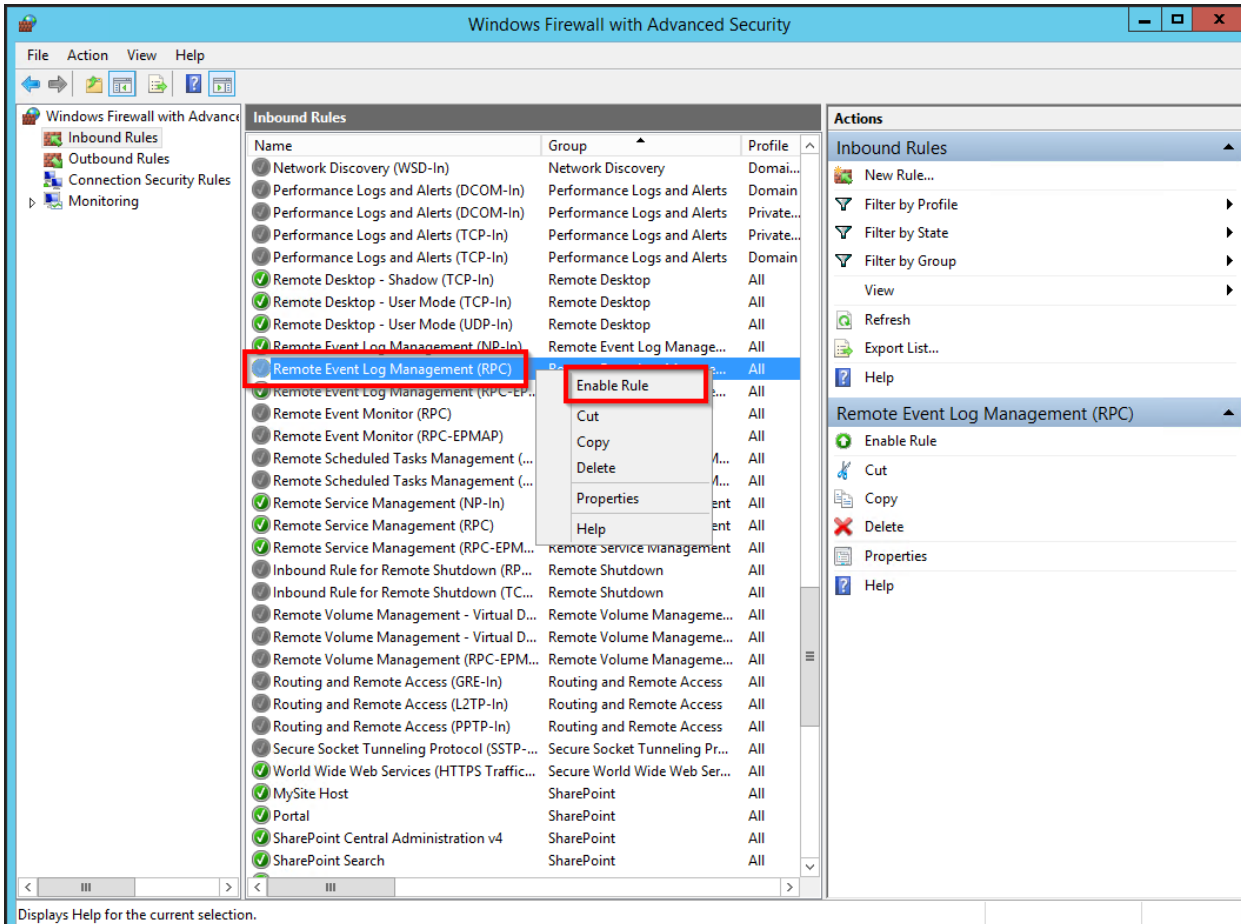 Windows Firewall with Advanced Security
File Action View Help
Windows Firewall with Advance
Inbound Rules
Outbound Rules
Connection Security Rules
Monitoring
Inbound Rules
Name Group Profile
Network Discovery (WSD-In) Network Discovery Domai...
Performance Logs and Alerts (DCOM-In) Performance Logs and Alerts Domain
Performance Logs and Alerts (DCOM-In) Performance Logs and Alerts Private...
Performance Logs and Alerts (TCP-In) Performance Logs and Alerts Private...
Performance Logs and Alerts (TCP-In) Performance Logs and Alerts Domain
Remote Desktop - Shadow (TCP-In) Remote Desktop All
Remote Desktop - User Mode (TCP-In) Remote Desktop All
Remote Desktop - User Mode (UDP-In) Remote Desktop All
Remote Event Log Management (NP-In) Remote Event Log Manage... All
Remote Event Log Management (RPC) All
Remote Event Log Management (RPC-EP... All
Remote Event Monitor (RPC) All
Remote Event Monitor (RPC-EPMAP) All
Remote Scheduled Tasks Management (... All
Remote Scheduled Tasks Management (... All
Remote Service Management (NP-In) All
Remote Service Management (RPC) All
Remote Service Management (RPC-EPM... Remote Service Management All
Inbound Rule for Remote Shutdown (RP... Remote Shutdown All
Inbound Rule for Remote Shutdown (TC... Remote Shutdown All
Remote Volume Management - Virtual D... Remote Volume Manageme... All
Remote Volume Management - Virtual D... Remote Volume Manageme... All
Remote Volume Management (RPC-EPM... Remote Volume Manageme... All
Routing and Remote Access (GRE-In) Routing and Remote Access All
Routing and Remote Access (L2TP-In) Routing and Remote Access All
Routing and Remote Access (PPTP-In) Routing and Remote Access All
Secure Socket Tunneling Protocol (SSTP-... Secure Socket Tunneling Pr... All
World Wide Web Services (HTTPS Traffic... Secure World Wide Web Ser... All
MySite Host SharePoint All
Portal SharePoint All
SharePoint Central Administration v4 SharePoint All
SharePoint Search SharePoint All
Enable Rule
Cut
Copy
Delete
Properties
Help
Actions
Inbound Rules
New Rule...
Filter by Profile
Filter by State
Filter by Group
View
Refresh
Export List...
Help
Remote Event Log Management (RPC)
Enable Rule
Cut
Copy
Delete
Properties
Help
Displays Help for the current selection.